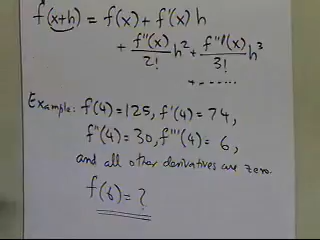 f(x+h) = f(x) + f'(x) h
+ f''(x)/2! h² + f'''(x)/3! h³
+ ......
Example: f(4)=125, f'(4)=74,
f''(4)=30, f'''(4)=6,
and all other derivatives are zero.
f(6)=?